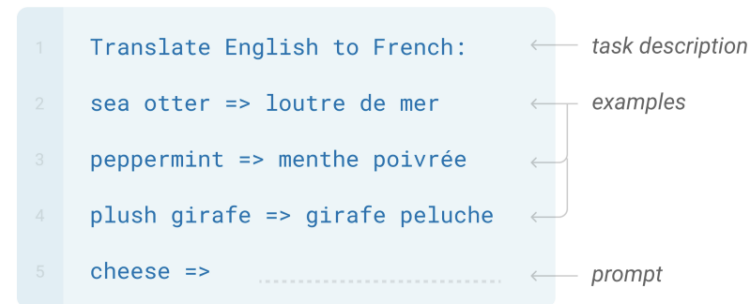 1 Translate English to French: task description
2 sea otter => loutre de mer examples
3 peppermint => menthe poivrée
4 plush girafe => girafe peluche
5 cheese => prompt